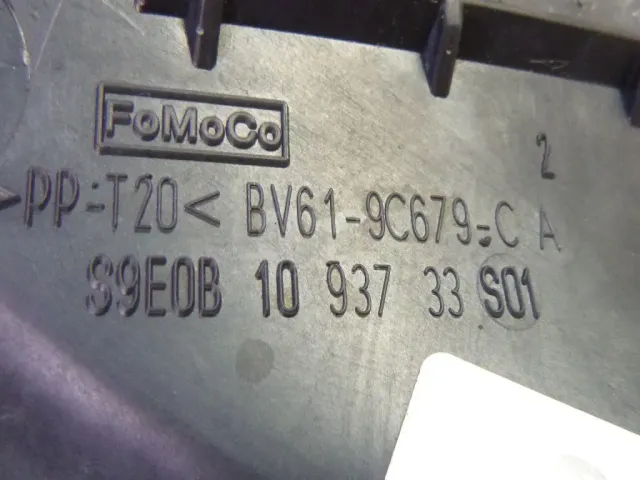 FoMoCo
2
>PP-T20< BV61-9C679-C A
S9E0B 10 937 33 S01